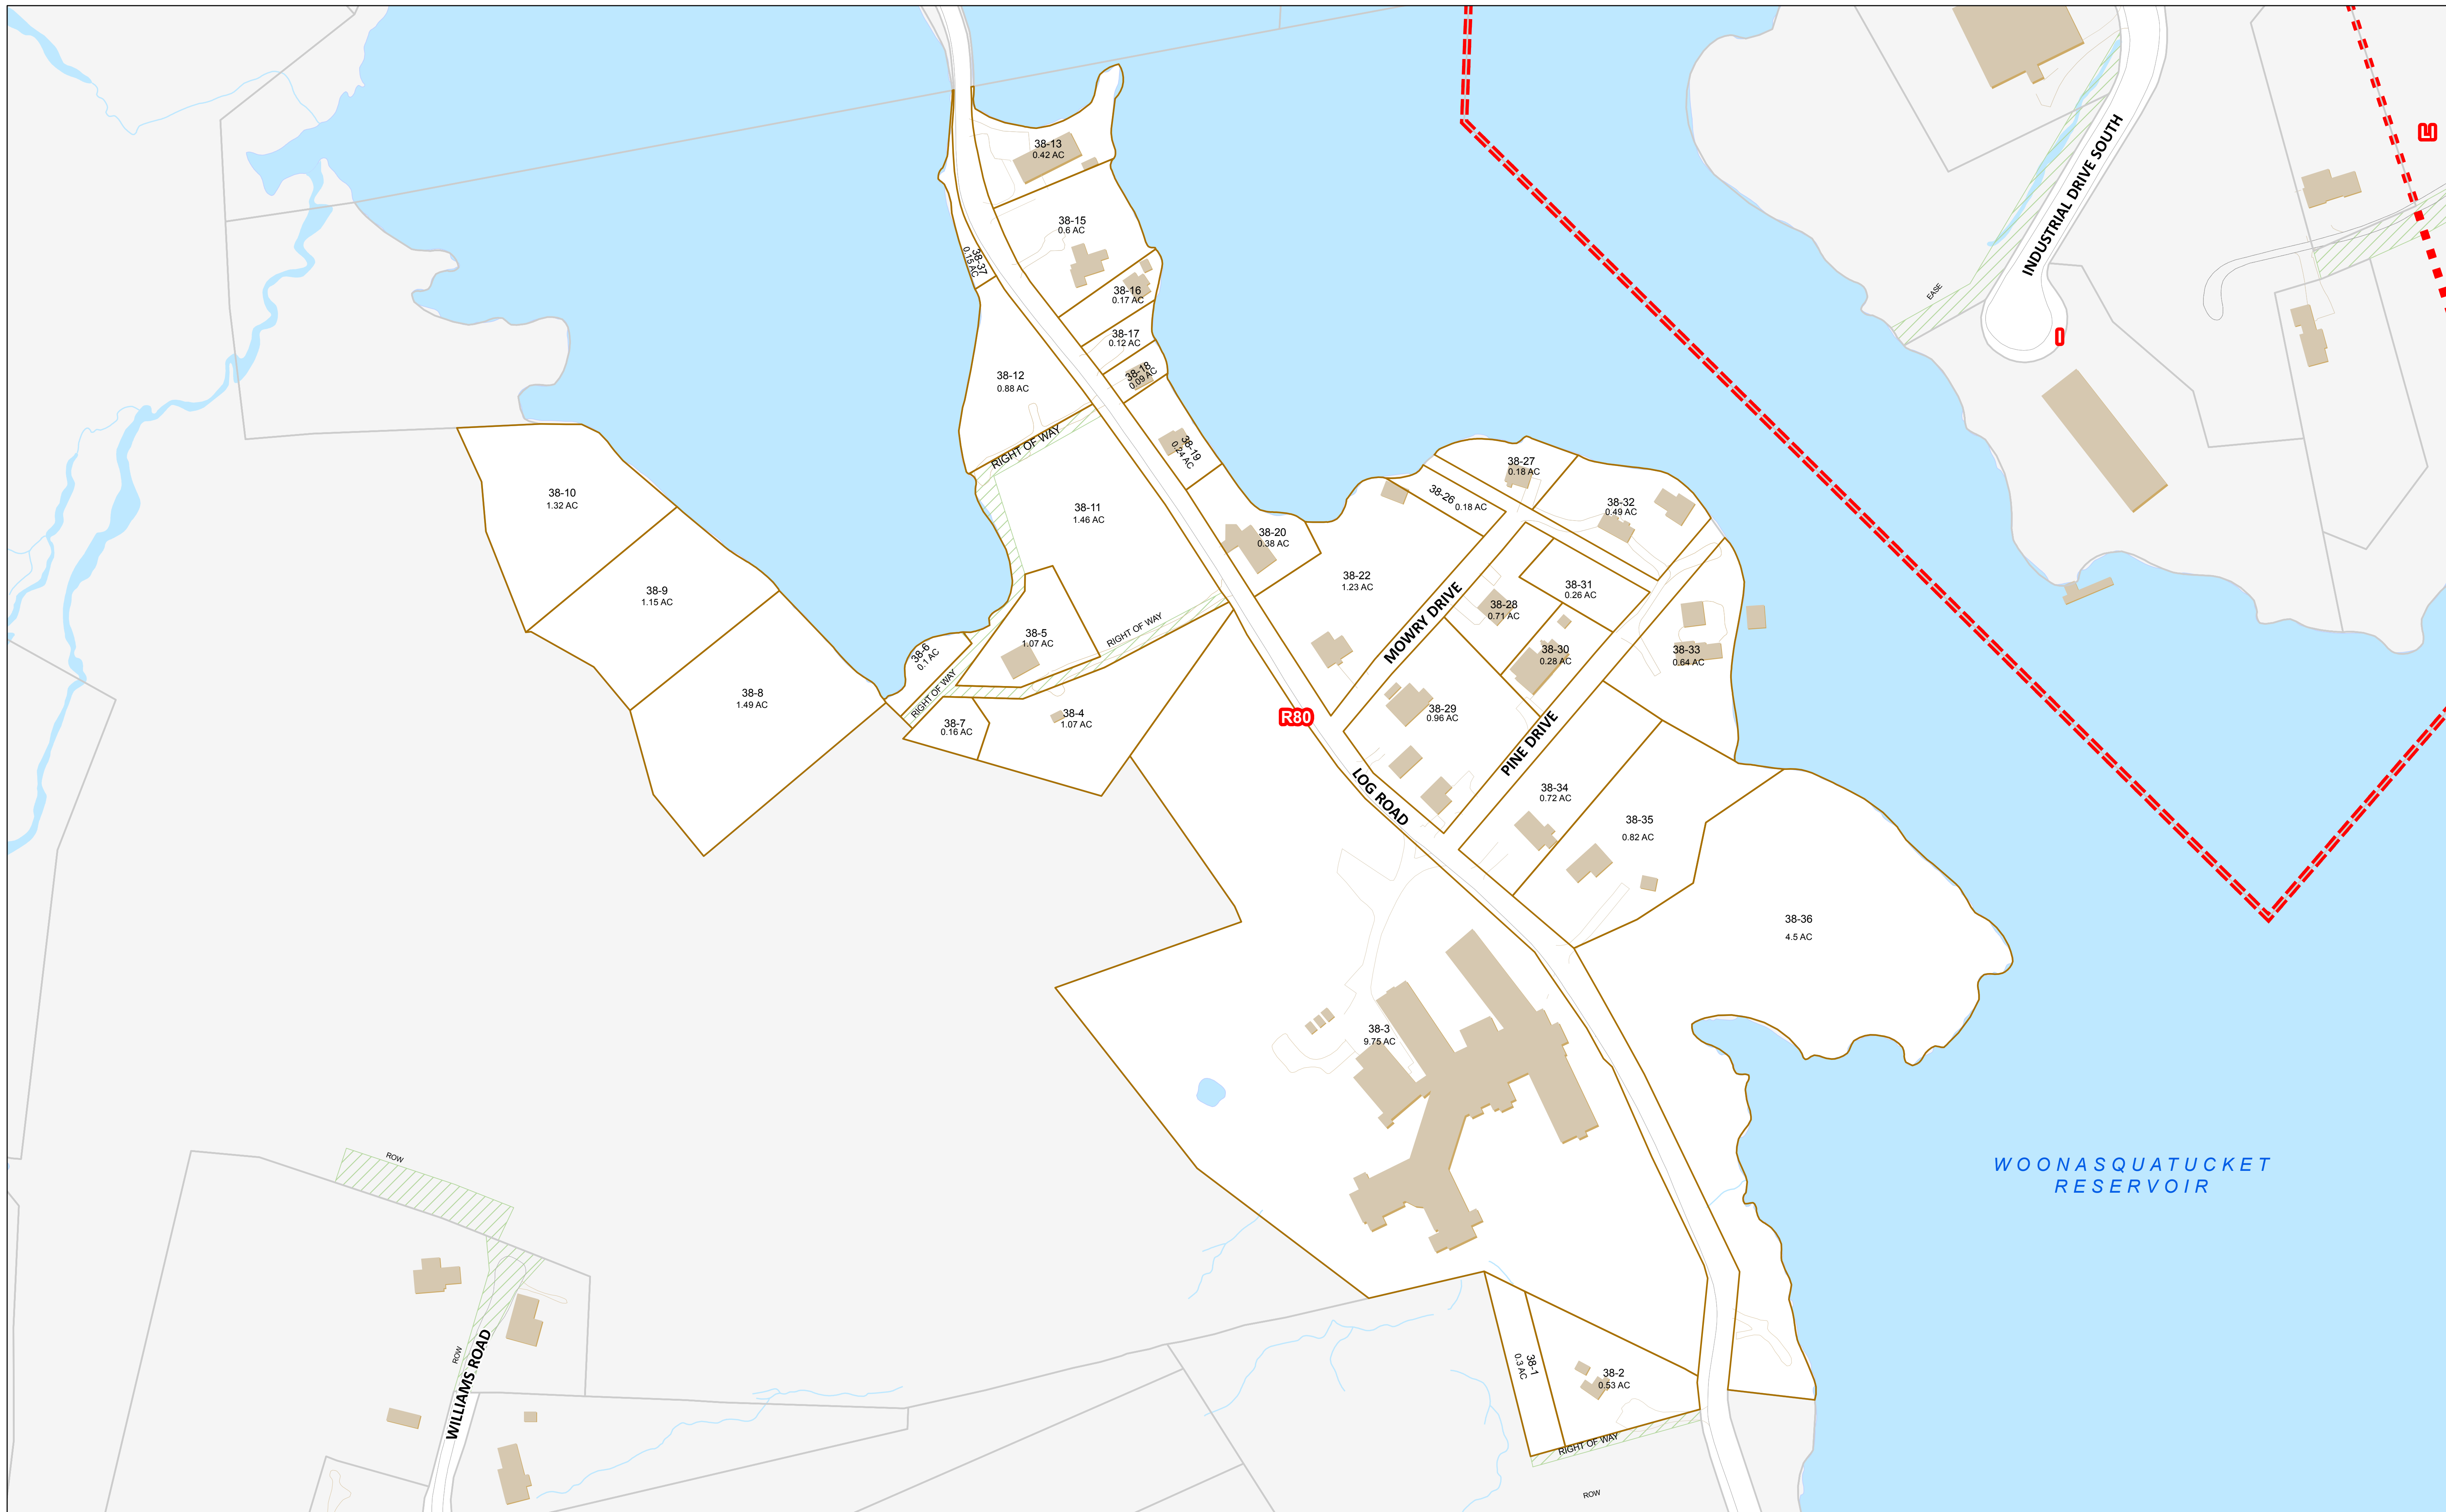 38-13
0.42 AC
38-15
0.6 AC
38-37
0.15 AC
38-16
0.17 AC
38-17
0.12 AC
38-18
0.09 AC
38-12
0.88 AC
RIGHT OF WAY
38-19
0.24 AC
38-11
1.46 AC
38-20
0.38 AC
INDUSTRIAL DRIVE SOUTH
EASE
I
LI
38-10
1.32 AC
38-9
1.15 AC
38-8
1.49 AC
38-6
0.1 AC
38-5
1.07 AC
RIGHT OF WAY
RIGHT OF WAY
38-7
0.16 AC
38-4
1.07 AC
38-27
0.18 AC
38-26
0.18 AC
38-32
0.49 AC
38-22
1.23 AC
38-31
0.26 AC
38-28
0.71 AC
MOWRY DRIVE
38-30
0.28 AC
38-33
0.64 AC
38-29
0.96 AC
R80
PINE DRIVE
LOG ROAD
38-34
0.72 AC
38-35
0.82 AC
38-36
4.5 AC
38-3
9.75 AC
WOONASQUATUCKET
RESERVOIR
ROW
ROW
WILLIAMS ROAD
38-1
0.3 AC
38-2
0.53 AC
RIGHT OF WAY
ROW